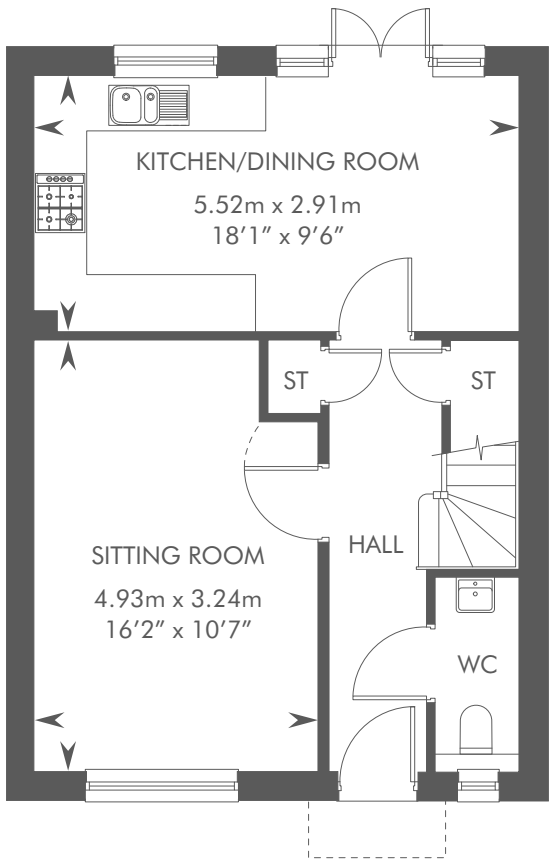 KITCHEN/DINING ROOM
5.52m x 2.91m
18’1” x 9’6”
ST
ST
SITTING ROOM
4.93m x 3.24m
16’2” x 10’7”
HALL
WC